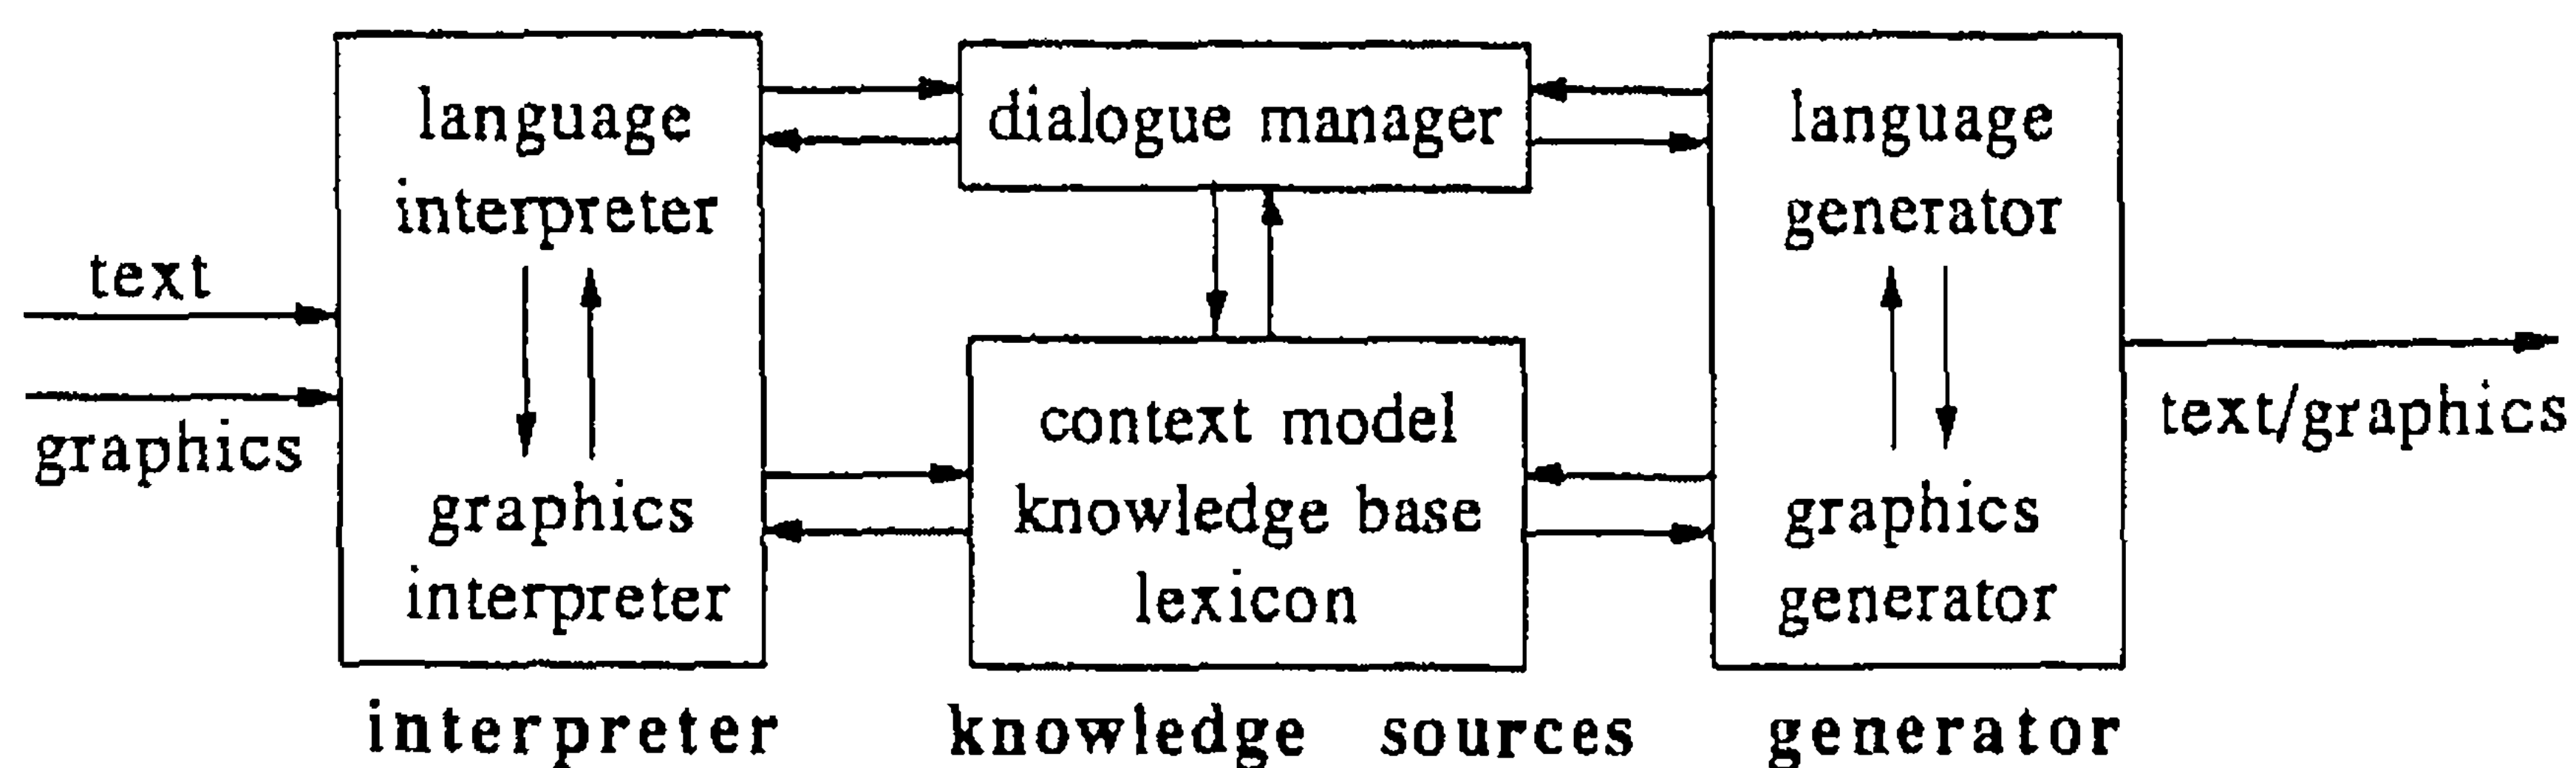 text
graphics
language
interpreter
graphics
interpreter
dialogue manager
context model
knowledge base
lexicon
language
generator
graphics
generator
text/graphics
interpreter
knowledge sources
generator